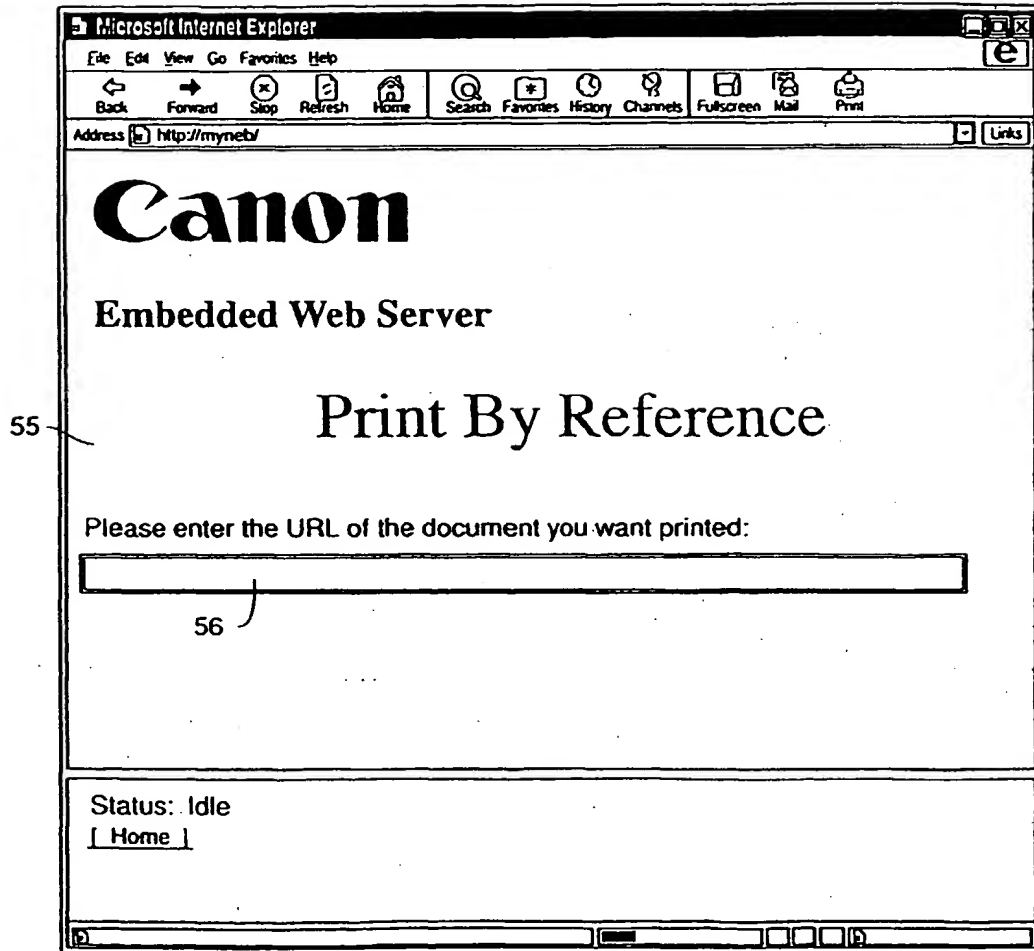 Microsoft Internet Explorer
File Edit View Go Favorites Help
Back Forward Stop Refresh Home Search Favorites History Channels Fullscreen Mail Print
Address http://myneb/ Links
Canon
Embedded Web Server
Print By Reference
55
Please enter the URL of the document you want printed:
56
Status: Idle
[ Home ]